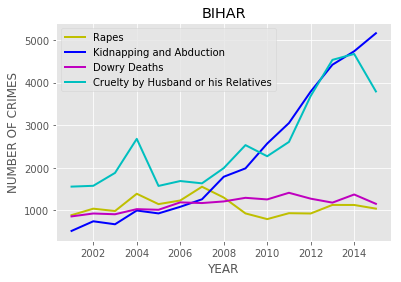 BIHAR
Rapes
Kidnapping and Abduction
Dowry Deaths
Cruelty by Husband or his Relatives
NUMBER OF CRIMES
5000
4000
3000
2000
1000
2002 2004 2006 2008 2010 2012 2014
YEAR